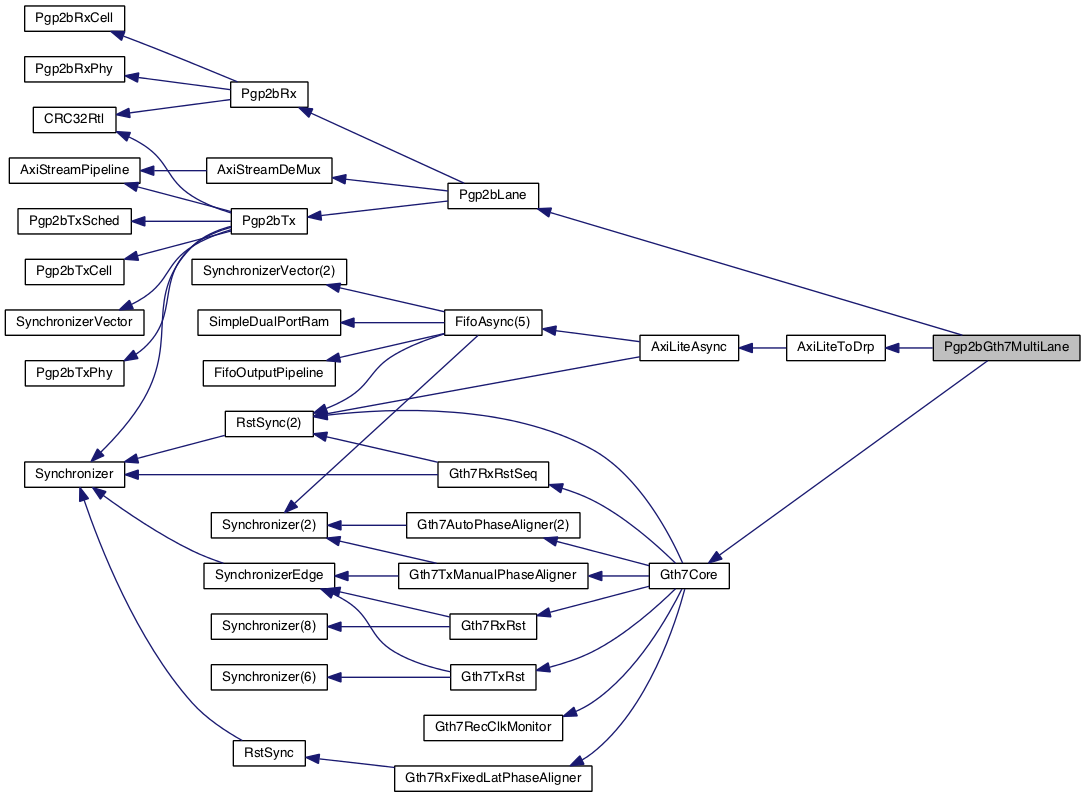 Pgp2bRxCell
Pgp2bRxPhy
Pgp2bRx
CRC32Rtl
AxiStreamPipeline
AxiStreamDeMux
Pgp2bLane
Pgp2bTxSched
Pgp2bTx
Pgp2bTxCell
SynchronizerVector(2)
SynchronizerVector
SimpleDualPortRam
FifoAsync(5)
AxiLiteAsync
AxiLiteToDrp
Pgp2bGth7MultiLane
Pgp2bTxPhy
FifoOutputPipeline
RstSync(2)
Synchronizer
Gth7RxRstSeq
Synchronizer(2)
Gth7AutoPhaseAligner(2)
SynchronizerEdge
Gth7TxManualPhaseAligner
Gth7Core
Synchronizer(8)
Gth7RxRst
Synchronizer(6)
Gth7TxRst
Gth7RecClkMonitor
RstSync
Gth7RxFixedLatPhaseAligner